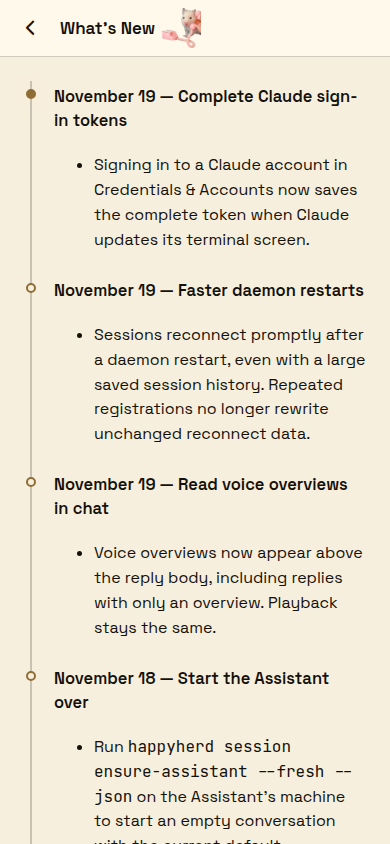 What's New
November 19 — Complete Claude sign-
in tokens
• Signing in to a Claude account in
Credentials & Accounts now saves
the complete token when Claude
updates its terminal screen.
November 19 — Faster daemon restarts
• Sessions reconnect promptly after
a daemon restart, even with a large
saved session history. Repeated
registrations no longer rewrite
unchanged reconnect data.
November 19 — Read voice overviews
in chat
• Voice overviews now appear above
the reply body, including replies
with only an overview. Playback
stays the same.
November 18 — Start the Assistant
over
• Run happyherd session
ensure-assistant --fresh --
json on the Assistant's machine
to start an empty conversation
with the current default